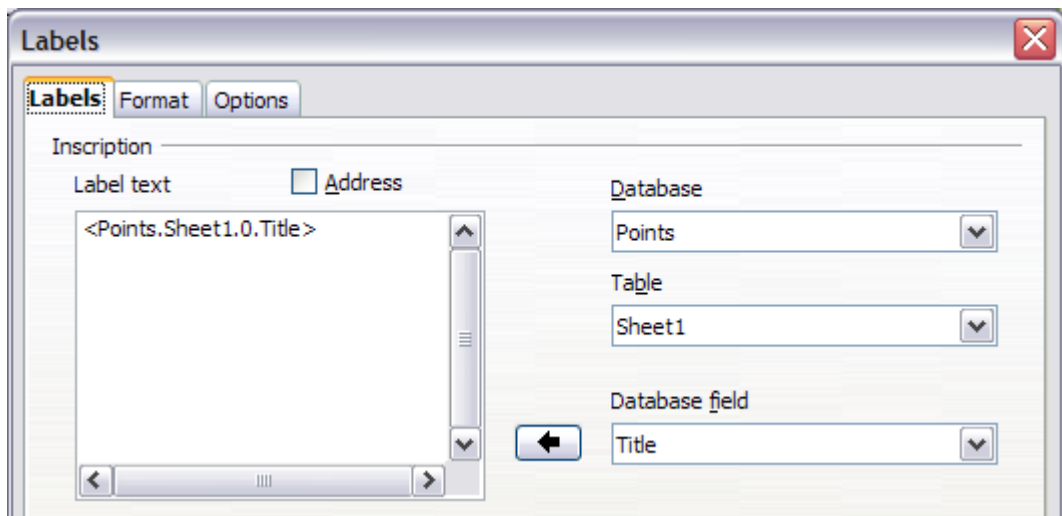 Labels
Labels Format Options
Inscription
Label text Address
Database
<Points.Sheet1.0.Title>
Points
Table
Sheet1
Database field
Title